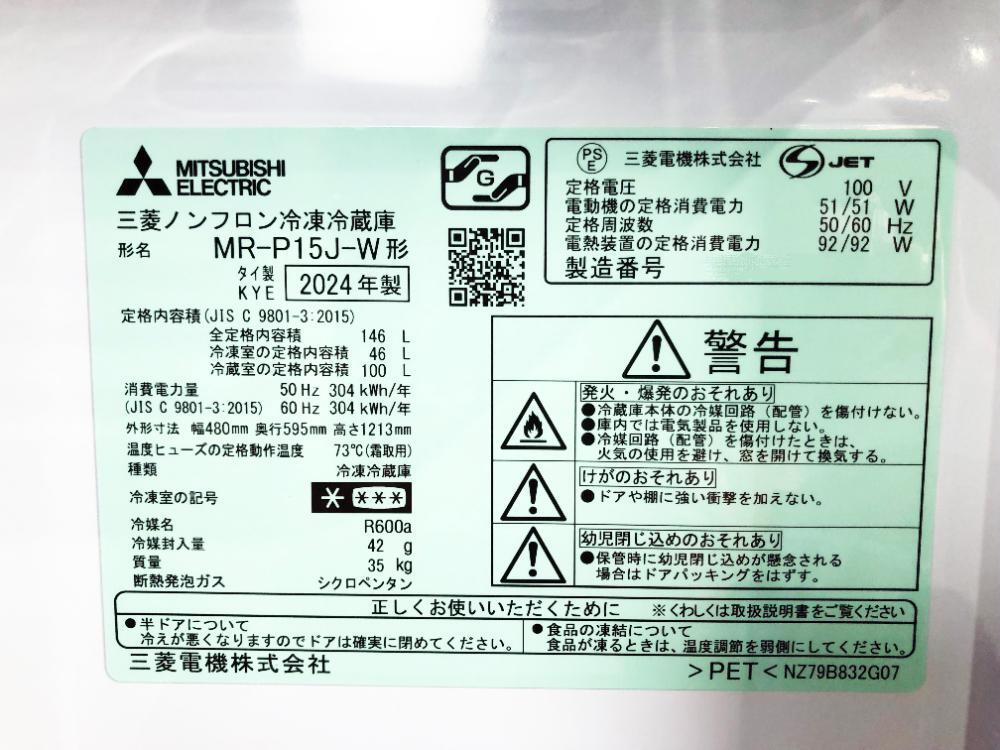 MITSUBISHI
ELECTRIC
G
三菱ノンフロン冷凍冷蔵庫
形名 MR-P15J-W形
タイ製
KYE 2024年製
定格内容積(JIS C 9801-3:2015)
全定格内容積 146 L
冷凍室の定格内容積 46 L
冷蔵室の定格内容積 100 L
消費電力量 50Hz 304kWh/年
(JIS C 9801-3:2015) 60Hz 304kWh/年
外形寸法 幅480mm 奥行595mm 高さ1213mm
温度ヒューズの定格動作温度 73℃(霜取用)
種類 冷凍冷蔵庫
冷凍室の記号
冷媒名 R600a
冷媒封入量 42 g
質量 35 kg
断熱発泡ガス シクロペンタン
PS
E 三菱電機株式会社 JET
定格電圧 100 V
電動機の定格消費電力 51/51 W
定格周波数 50/60 Hz
電熱装置の定格消費電力 92/92 W
製造番号
警告
発火・爆発のおそれあり
●冷蔵庫本体の冷媒回路(配管)を傷付けない。
●庫内では電気製品を使用しない。
●冷媒回路(配管)を傷付けたときは、
火気の使用を避け、窓を開けて換気する。
けがのおそれあり
●ドアや棚に強い衝撃を加えない。
幼児閉じ込めのおそれあり
●保管時に幼児閉じ込めが懸念される
場合はドアパッキングをはずす。
正しくお使いいただくために ※くわしくは取扱説明書をご覧ください
●半ドアについて
冷えが悪くなりますのでドアは確実に閉めてください。
●食品の凍結について
食品が凍るときは、温度調節を弱側にしてください。
三菱電機株式会社
>PET< NZ79B832G07